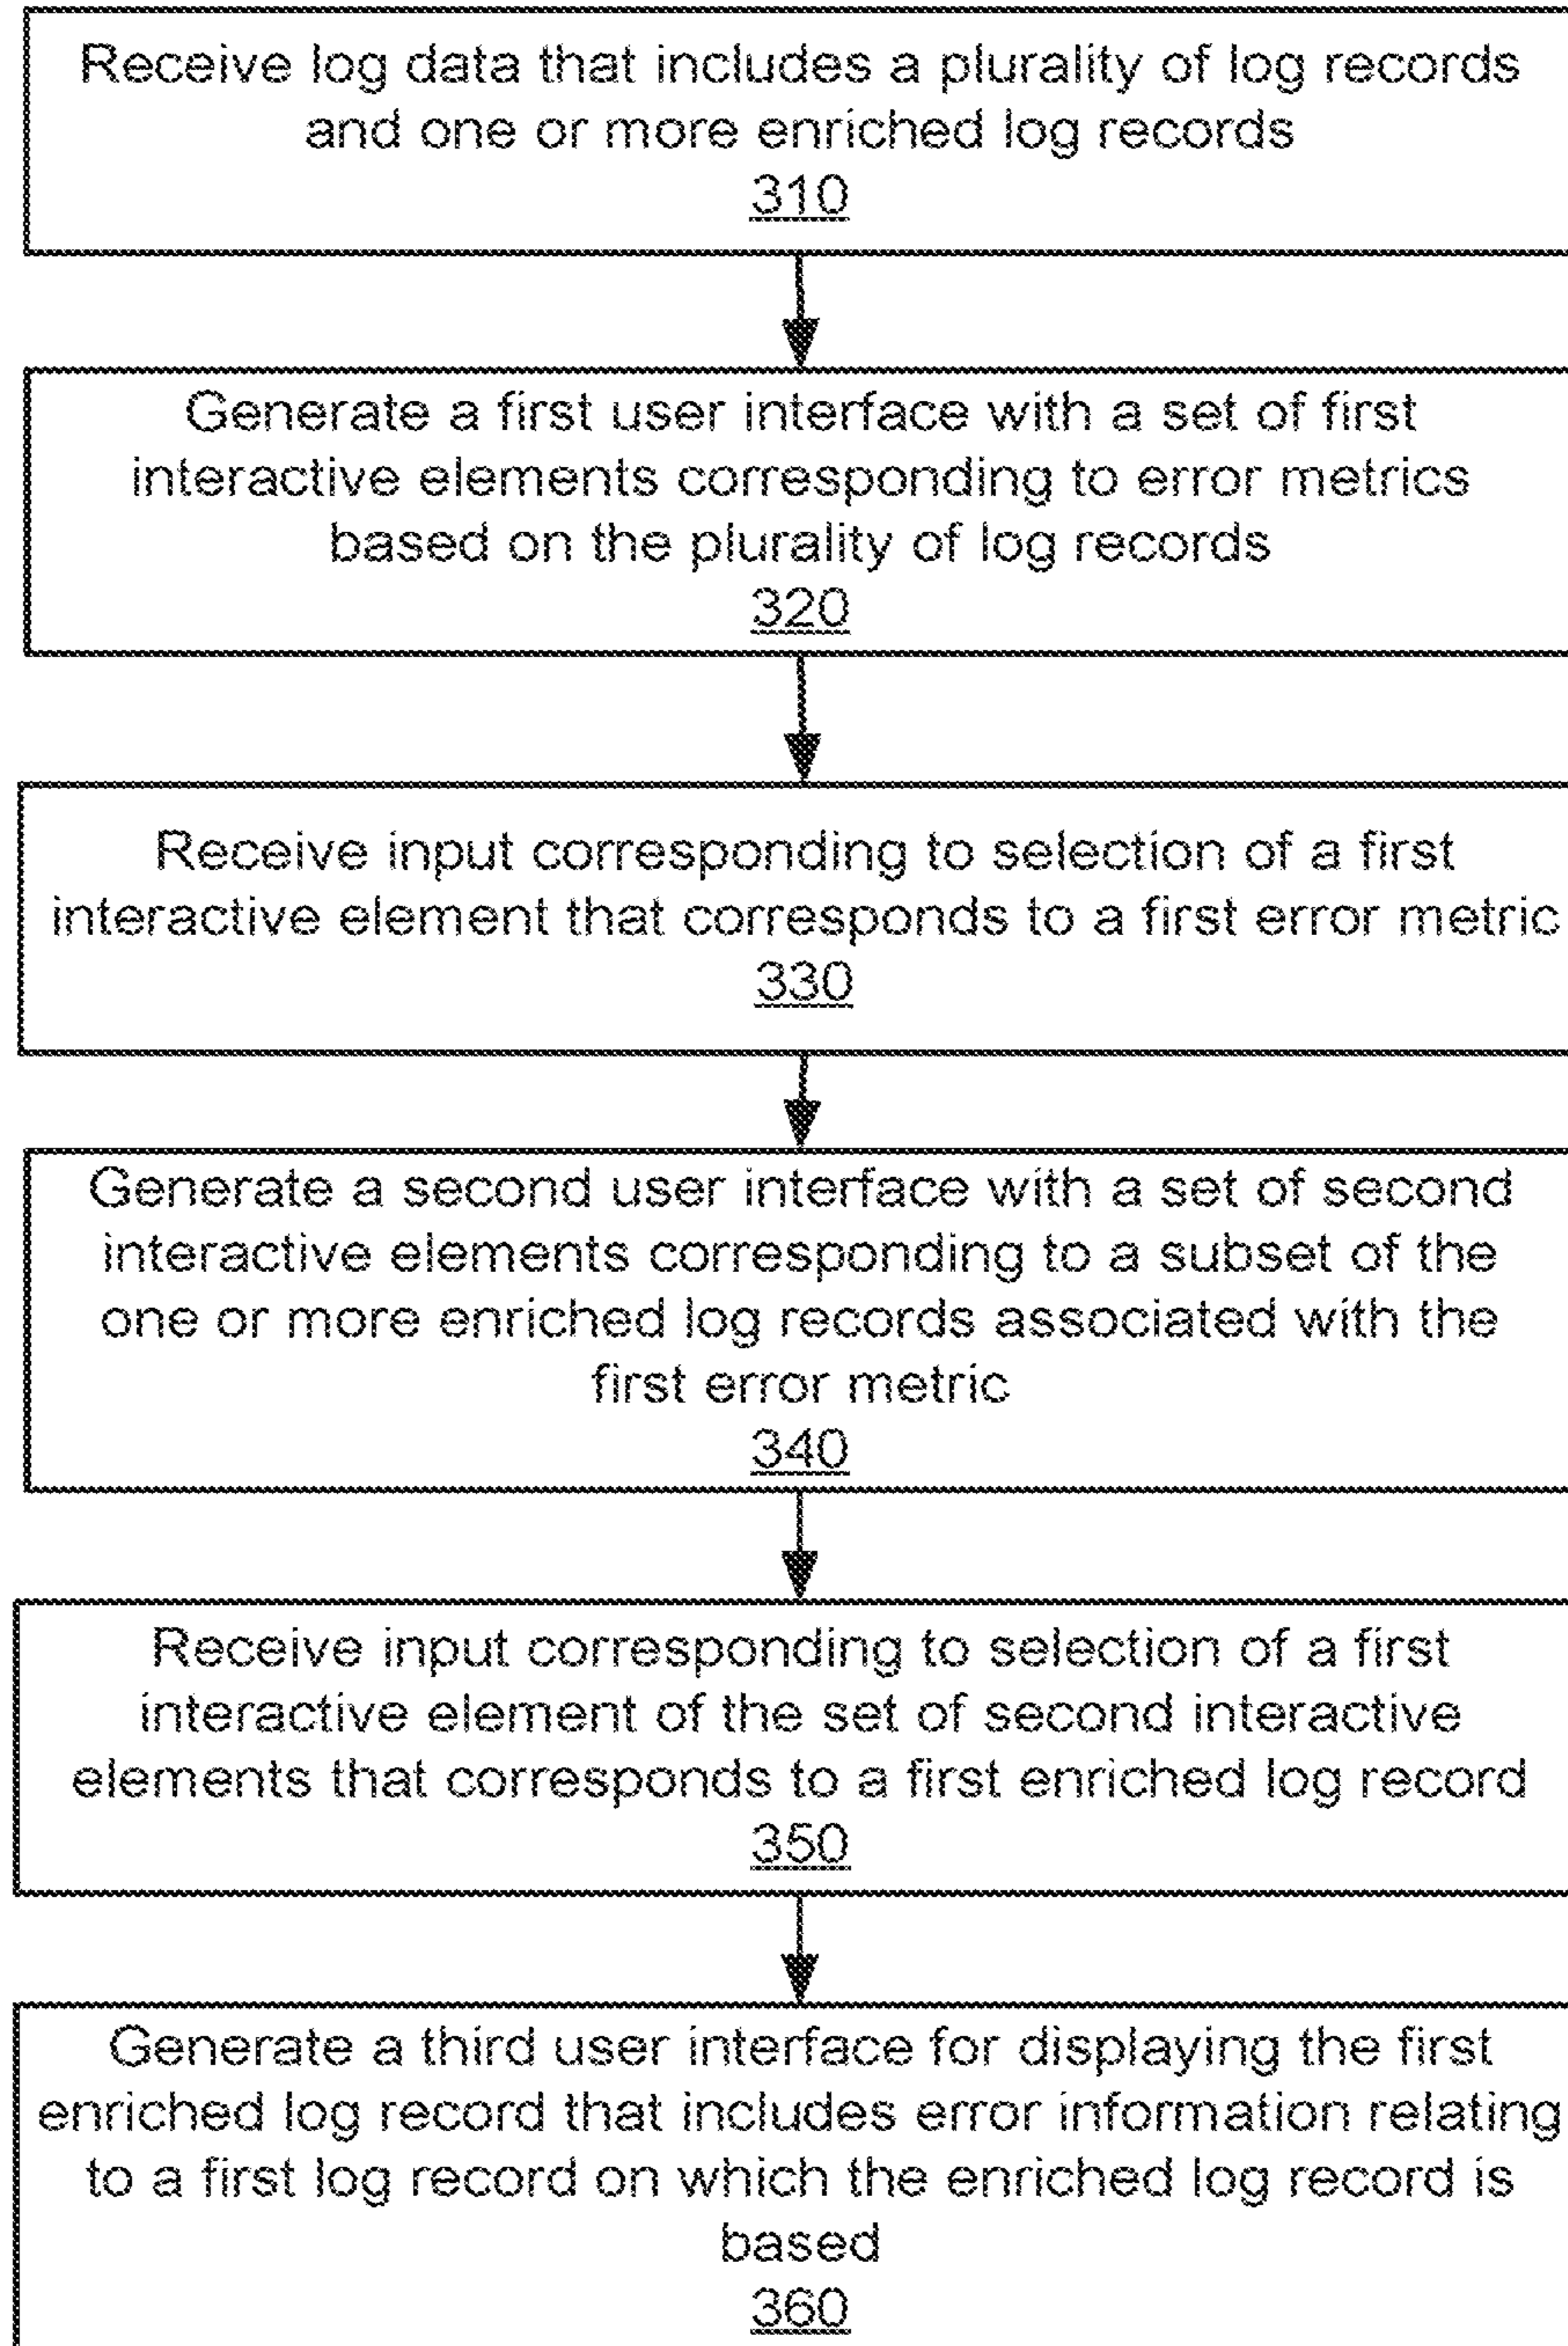 Receive log data that includes a plurality of log records
and one or more enriched log records
310
Generate a first user interface with a set of first
interactive elements corresponding to error metrics
based on the plurality of log records
320
Receive input corresponding to selection of a first
interactive element that corresponds to a first error metric
330
Generate a second user interface with a set of second
interactive elements corresponding to a subset of the
one or more enriched log records associated with the
first error metric
340
Receive input corresponding to selection of a first
interactive element of the set of second interactive
elements that corresponds to a first enriched log record
350
Generate a third user interface for displaying the first
enriched log record that includes error information relating
to a first log record on which the enriched log record is
based
360